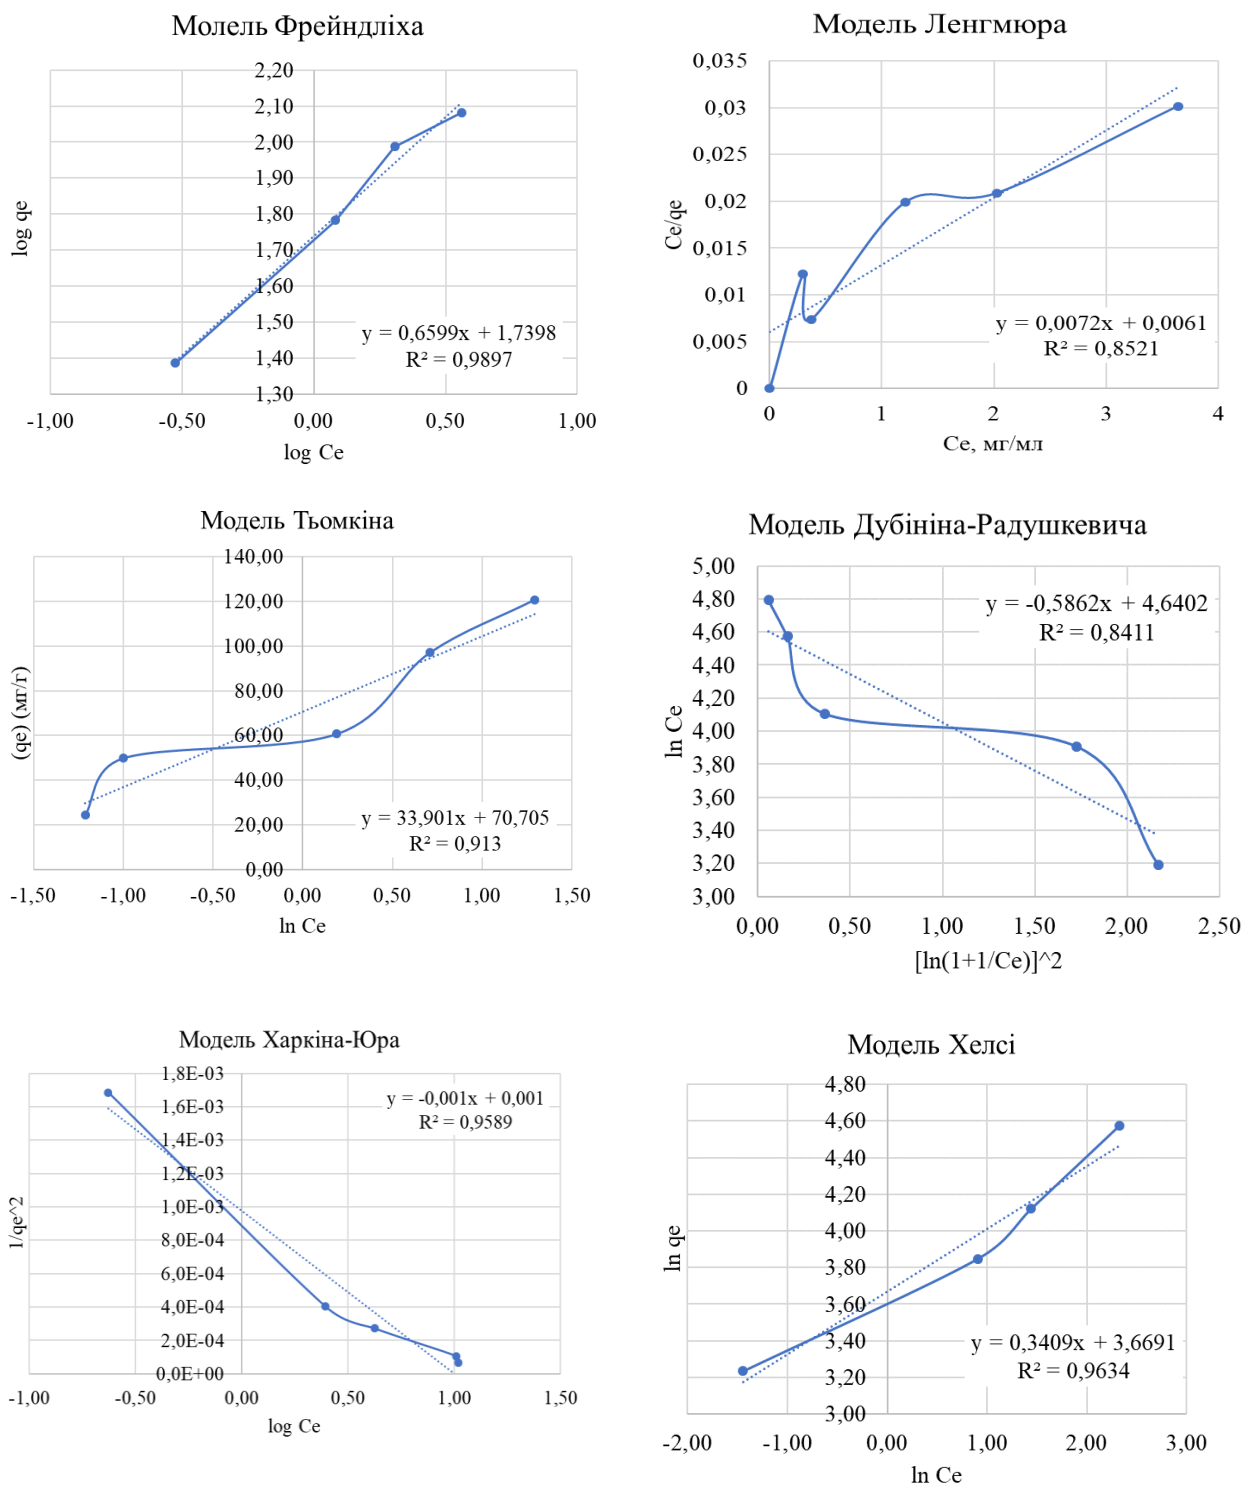 Молель Фрейндліха
2,20
2,10
2,00
1,90
1,80
1,70
1,60
1,50
1,40
1,30
log qe
y = 0,6599x + 1,7398
R² = 0,9897
-1,00
-0,50
0,00
0,50
1,00
log Ce
Модель Ленгмюра
0,035
0,03
0,025
0,02
0,015
0,01
0,005
0
Ce/qe
y = 0,0072x + 0,0061
R² = 0,8521
0
1
2
3
4
Ce, мг/мл
Модель Тьомкіна
140,00
120,00
100,00
80,00
60,00
40,00
20,00
0,00
(qe) (мг/г)
y = 33,901x + 70,705
R² = 0,913
-1,50
-1,00
-0,50
0,00
0,50
1,00
1,50
ln Ce
Модель Дубініна-Радушкевича
5,00
4,80
4,60
4,40
4,20
4,00
3,80
3,60
3,40
3,20
3,00
ln Ce
y = -0,5862x + 4,6402
R² = 0,8411
0,00
0,50
1,00
1,50
2,00
2,50
[ln(1+1/Ce)]^2
Модель Харкіна-Юра
1,8E-03
1,6E-03
1,4E-03
1,2E-03
1,0E-03
8,0E-04
6,0E-04
4,0E-04
2,0E-04
0,0E+00
1/qe^2
y = -0,001x + 0,001
R² = 0,9589
-1,00
-0,50
0,00
0,50
1,00
1,50
log Ce
Модель Хелсі
4,80
4,60
4,40
4,20
4,00
3,80
3,60
3,40
3,20
3,00
ln qe
y = 0,3409x + 3,6691
R² = 0,9634
-2,00
-1,00
0,00
1,00
2,00
3,00
ln Ce